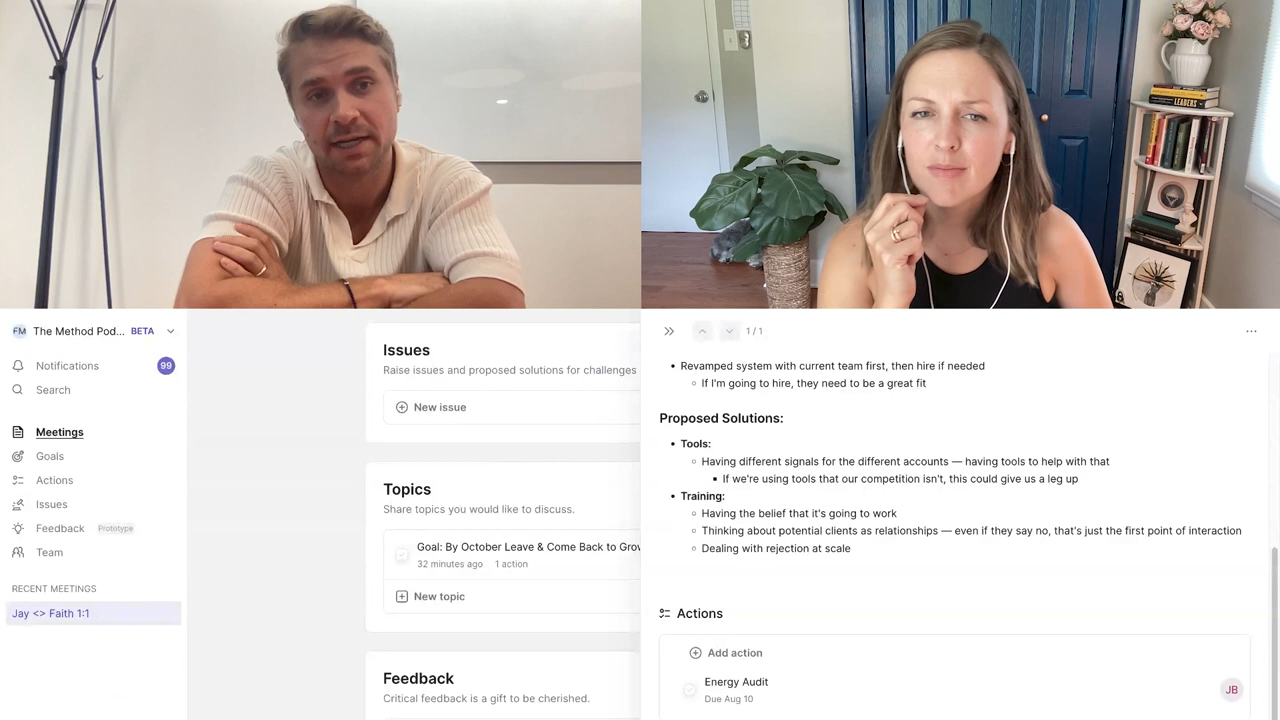 LEADERS
FM The Method Pod... BETA
Notifications 99
Search
Meetings
Goals
Actions
Issues
Feedback Prototype
Team
RECENT MEETINGS
Jay <> Faith 1:1
Issues
Raise issues and proposed solutions for challenges
New issue
Topics
Share topics you would like to discuss.
Goal: By October Leave & Come Back to Grow
32 minutes ago 1 action
New topic
Feedback
Critical feedback is a gift to be cherished.
1 / 1
• Revamped system with current team first, then hire if needed
◦ If I'm going to hire, they need to be a great fit
Proposed Solutions:
• Tools:
◦ Having different signals for the different accounts — having tools to help with that
▪ If we're using tools that our competition isn't, this could give us a leg up
• Training:
◦ Having the belief that it's going to work
◦ Thinking about potential clients as relationships — even if they say no, that's just the first point of interaction
◦ Dealing with rejection at scale
Actions
Add action
Energy Audit
Due Aug 10
JB